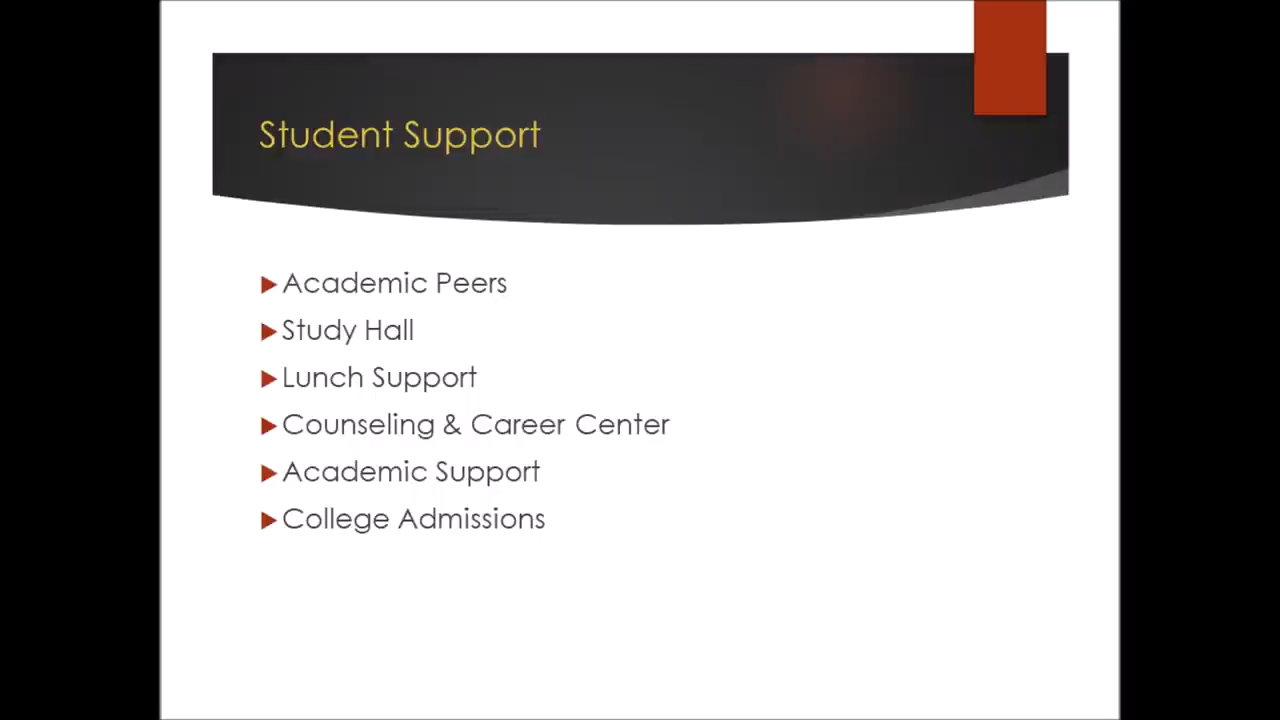 Student Support
Academic Peers
Study Hall
Lunch Support
Counseling & Career Center
Academic Support
College Admissions